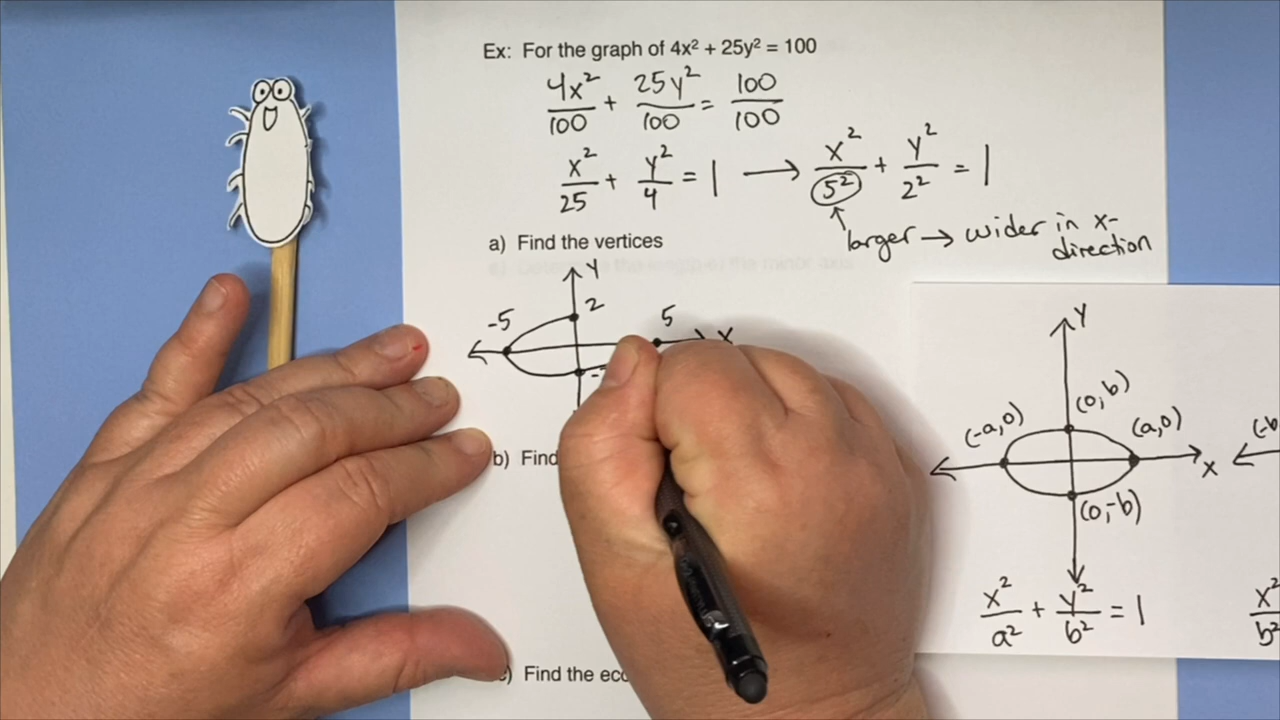 Ex: For the graph of 4x² + 25y² = 100
4x²/100 + 25y²/100 = 100/100
x²/25 + y²/4 = 1 → x²/5² + y²/2² = 1
larger → wider in x-
direction
a) Find the vertices
Y
2
-5
5
X
b) Find
Find the ecc
Y
(0,b)
(-a,0)
(a,0)
X
(0,-b)
x²/a² + y²/b² = 1
(-b
x²
b²